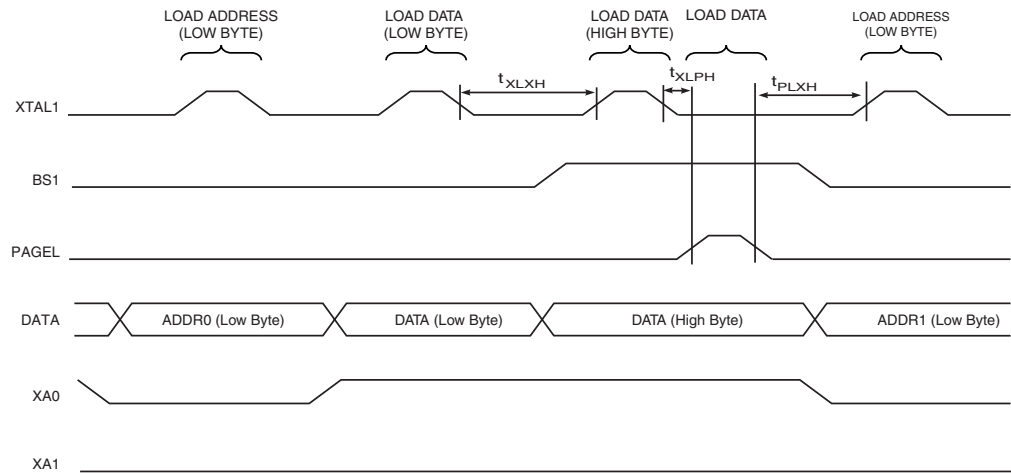 LOAD ADDRESS
(LOW BYTE)
LOAD DATA
(LOW BYTE)
LOAD DATA
(HIGH BYTE)
LOAD DATA
LOAD ADDRESS
(LOW BYTE)
XTAL1
tXLXH
tXLPH
tPLXH
BS1
PAGEL
DATA
ADDR0 (Low Byte)
DATA (Low Byte)
DATA (High Byte)
ADDR1 (Low Byte)
XA0
XA1